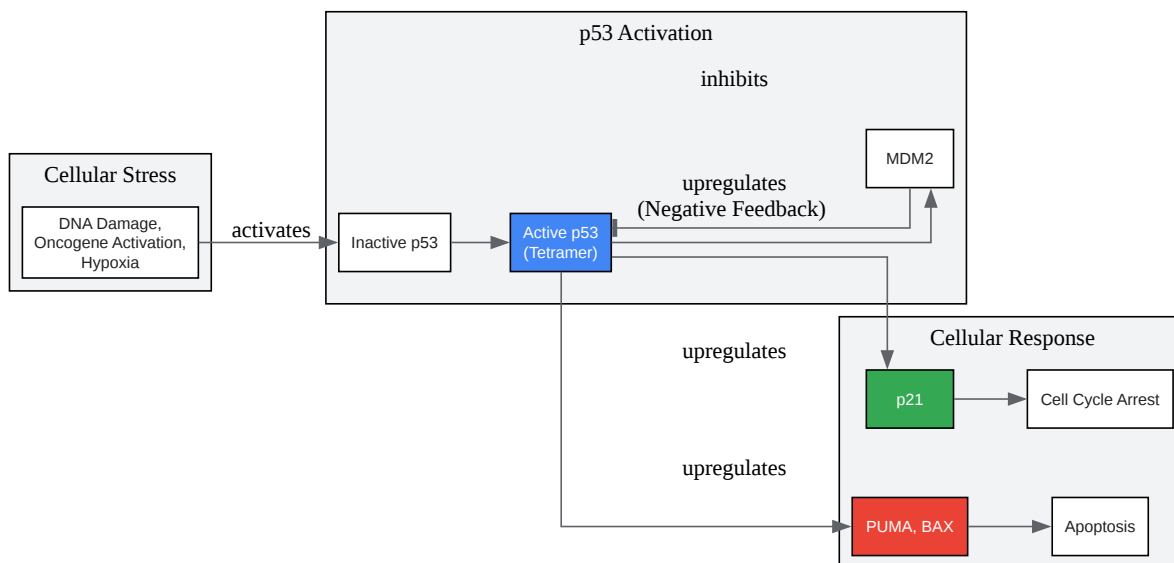 p53 Activation
inhibits
MDM2
Cellular Stress
DNA Damage,
Oncogene Activation,
Hypoxia
activates
Inactive p53
Active p53
(Tetramer)
upregulates
(Negative Feedback)
upregulates
Cellular Response
p21
Cell Cycle Arrest
upregulates
PUMA, BAX
Apoptosis